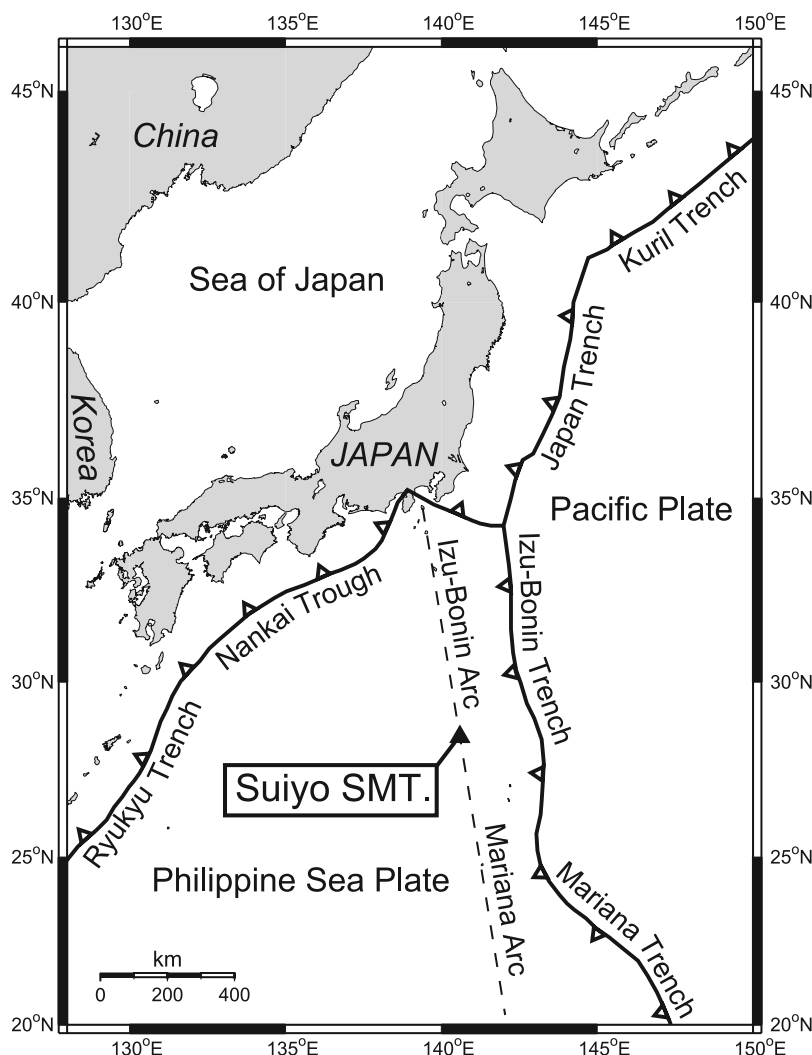 130°E 135°E 140°E 145°E 150°E
45°N 45°N
China
Kuril Trench
Sea of Japan
40°N 40°N
Japan Trench
Korea
JAPAN
35°N 35°N
Pacific Plate
Izu-Bonin Arc
Izu-Bonin Trench
Nankai Trough
30°N 30°N
Ryukyu Trench
Suiyo SMT.
25°N 25°N
Mariana Arc
Mariana Trench
Philippine Sea Plate
km
0 200 400
20°N 20°N
130°E 135°E 140°E 145°E 150°E